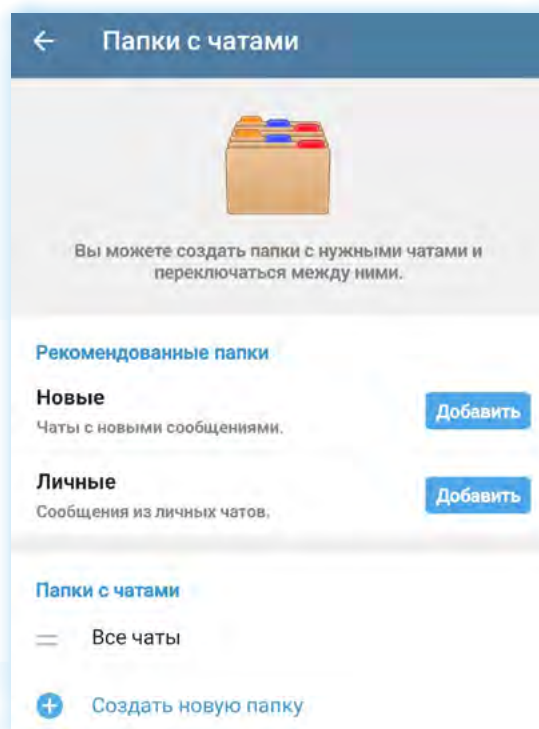 Папки с чатами
Вы можете создать папки с нужными чатами и
переключаться между ними.
Рекомендованные папки
Новые
Чаты с новыми сообщениями.
Добавить
Личные
Сообщения из личных чатов.
Добавить
Папки с чатами
Все чаты
Создать новую папку